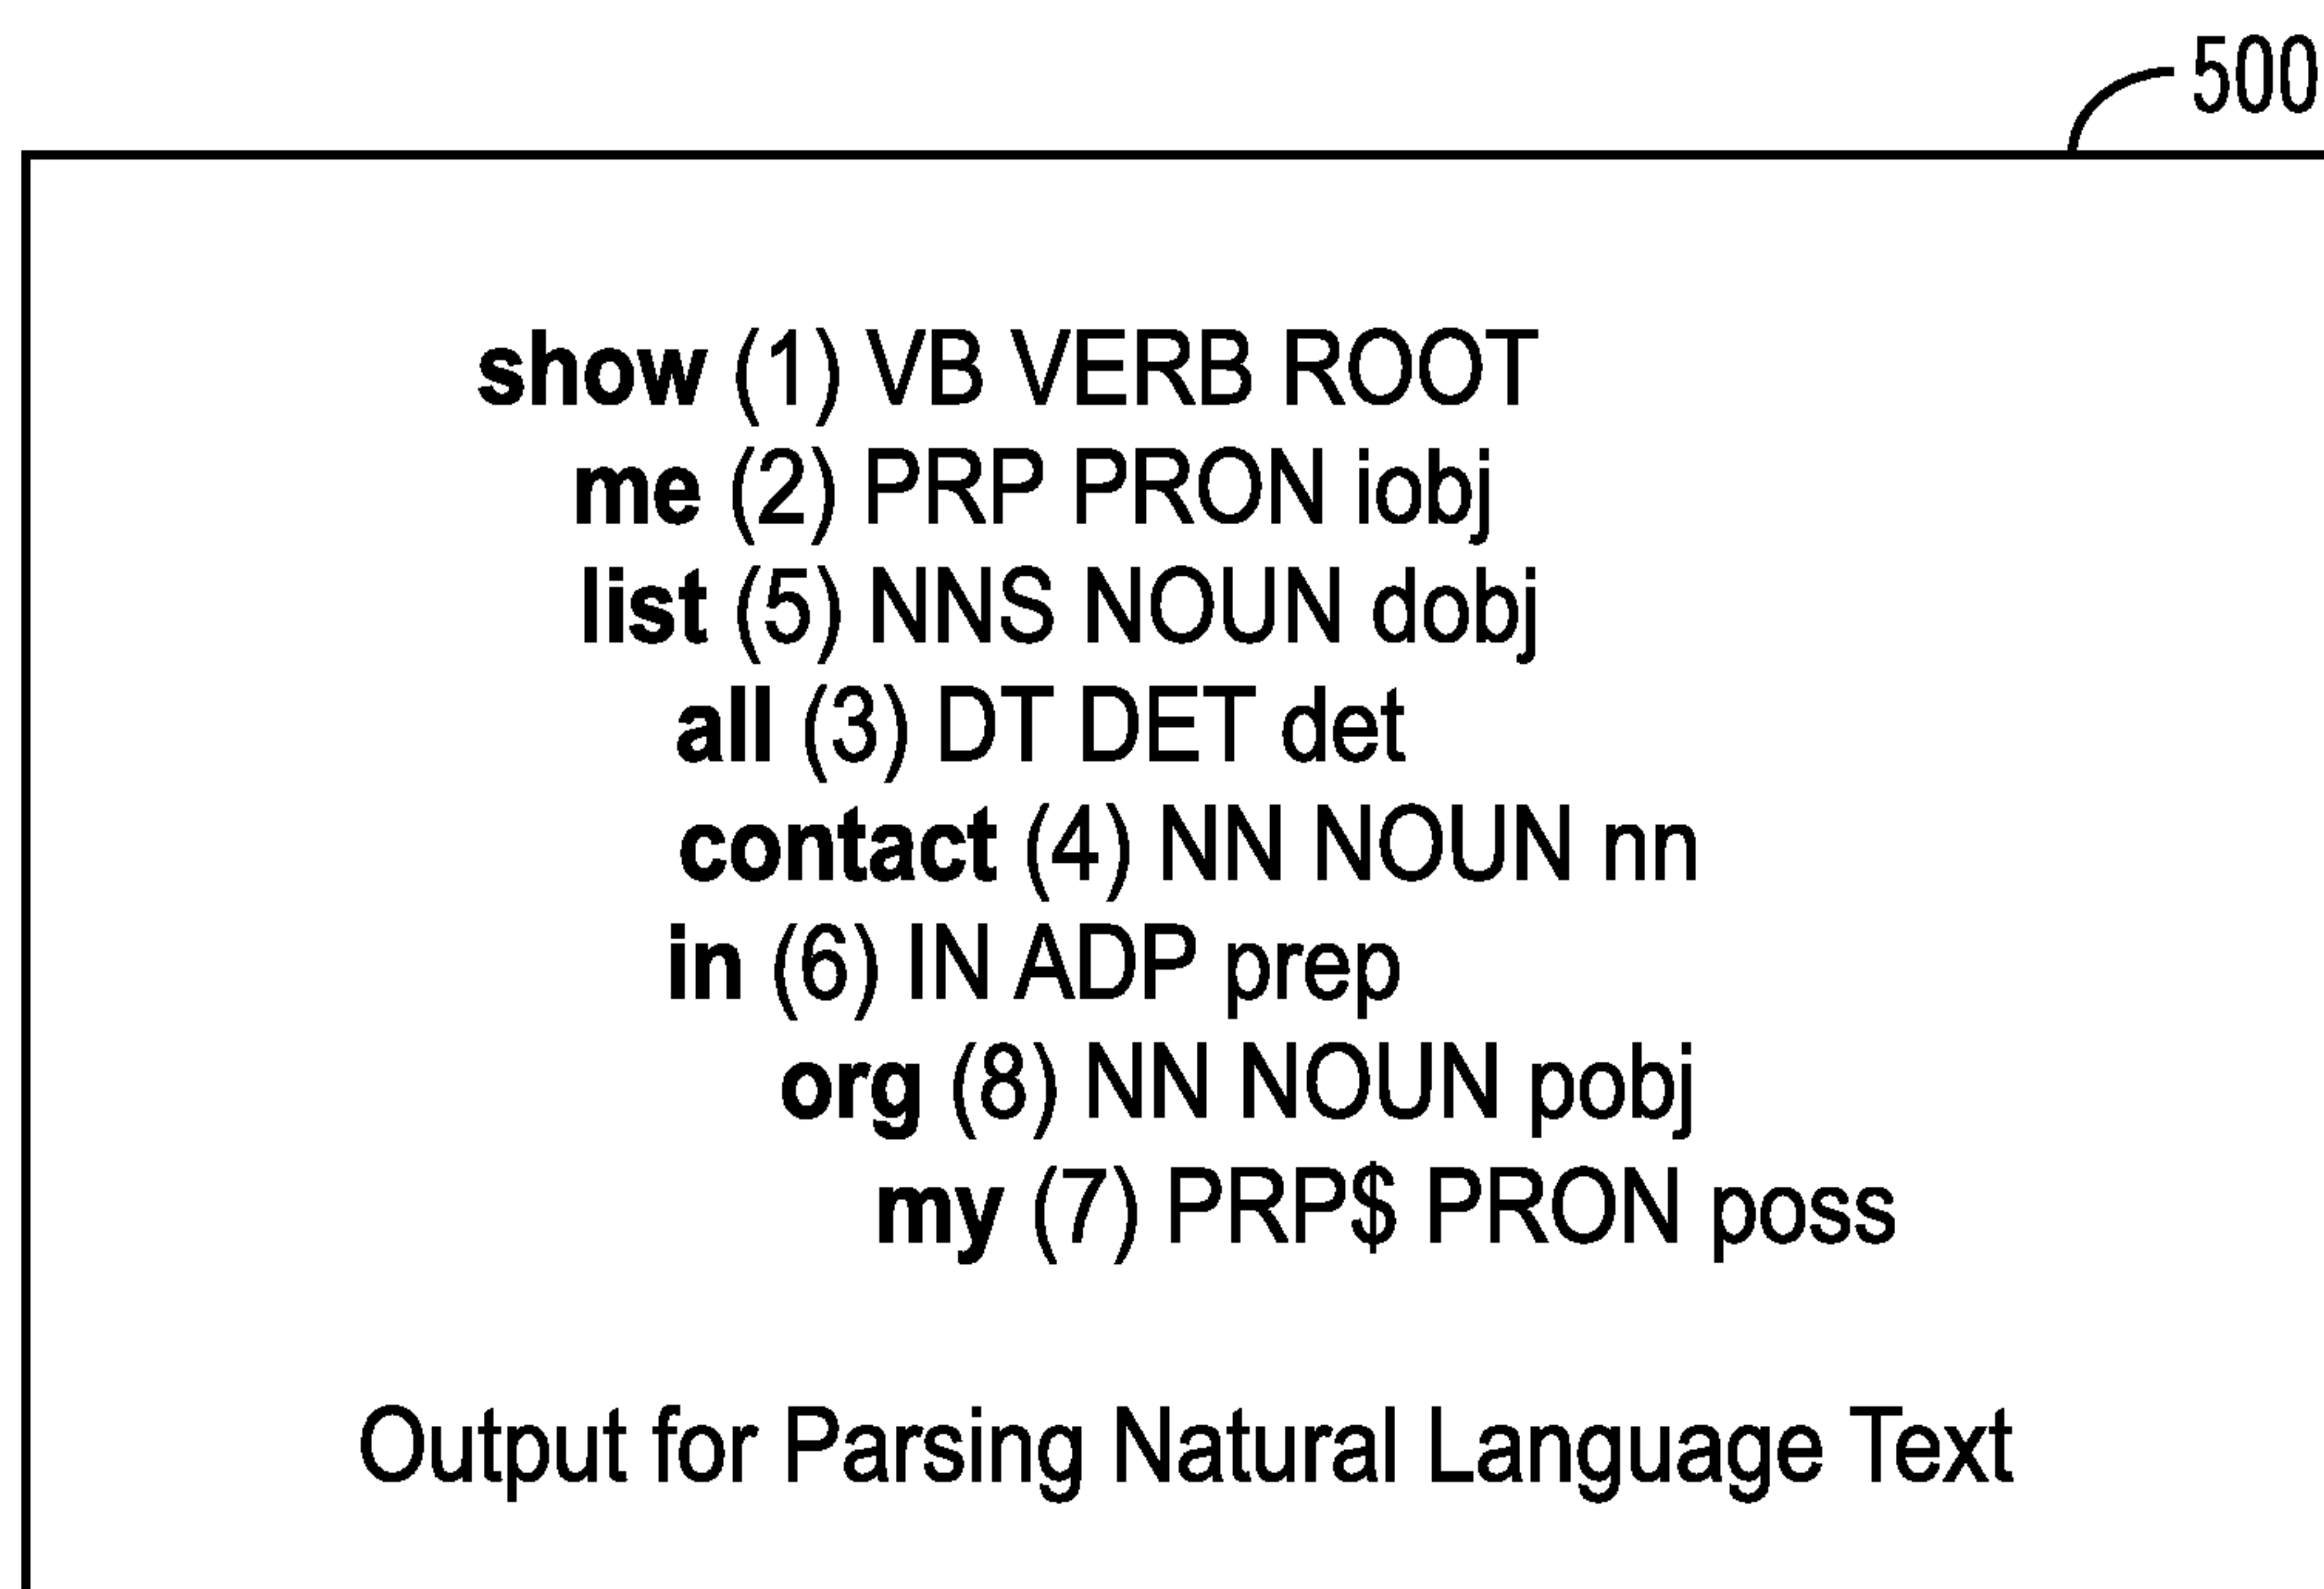 500
show (1) VB VERB ROOT
me (2) PRP PRON iobj
list (5) NNS NOUN dobj
all (3) DT DET det
contact (4) NN NOUN nn
in (6) IN ADP prep
org (8) NN NOUN pobj
my (7) PRP$ PRON poss
Output for Parsing Natural Language Text